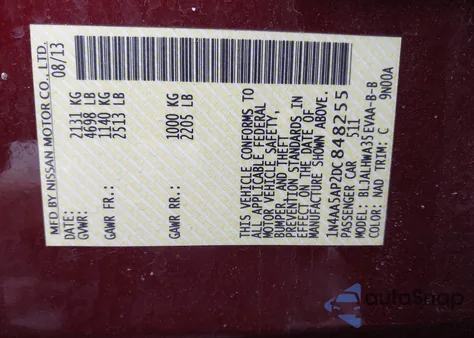 MFD BY NISSAN MOTOR CO., LTD.
DATE: 08/13
GVWR: 2131 KG
4698 LB
GAWR FR.: 1140 KG
2513 LB
GAWR RR: 1000 KG
2205 LB
THIS VEHICLE CONFORMS TO
ALL APPLICABLE FEDERAL
MOTOR VEHICLE SAFETY,
BUMPER, AND THEFT
PREVENTION STANDARDS IN
EFFECT ON THE DATE OF
MANUFACTURE SHOWN ABOVE.
1N4AA5AP2DC848255
PASSENGER CAR 511
MODEL: BLJALHWA35EVAA-B-B
COLOR: NAD TRIM: C 9N00A
autoSnap